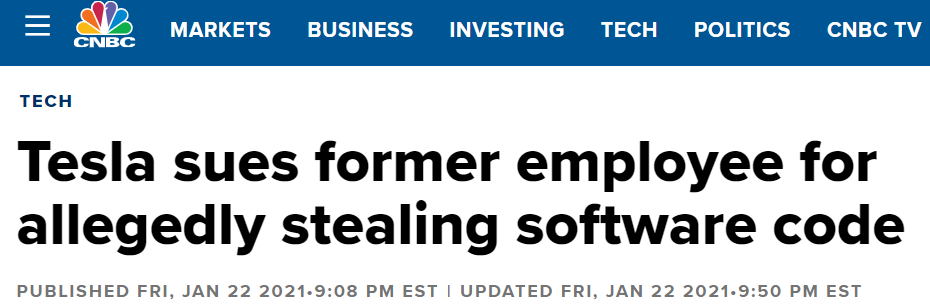 CNBC MARKETS BUSINESS INVESTING TECH POLITICS CNBC TV
TECH
Tesla sues former employee for
allegedly stealing software code
PUBLISHED FRI, JAN 22 2021•9:08 PM EST | UPDATED FRI, JAN 22 2021•9:50 PM EST